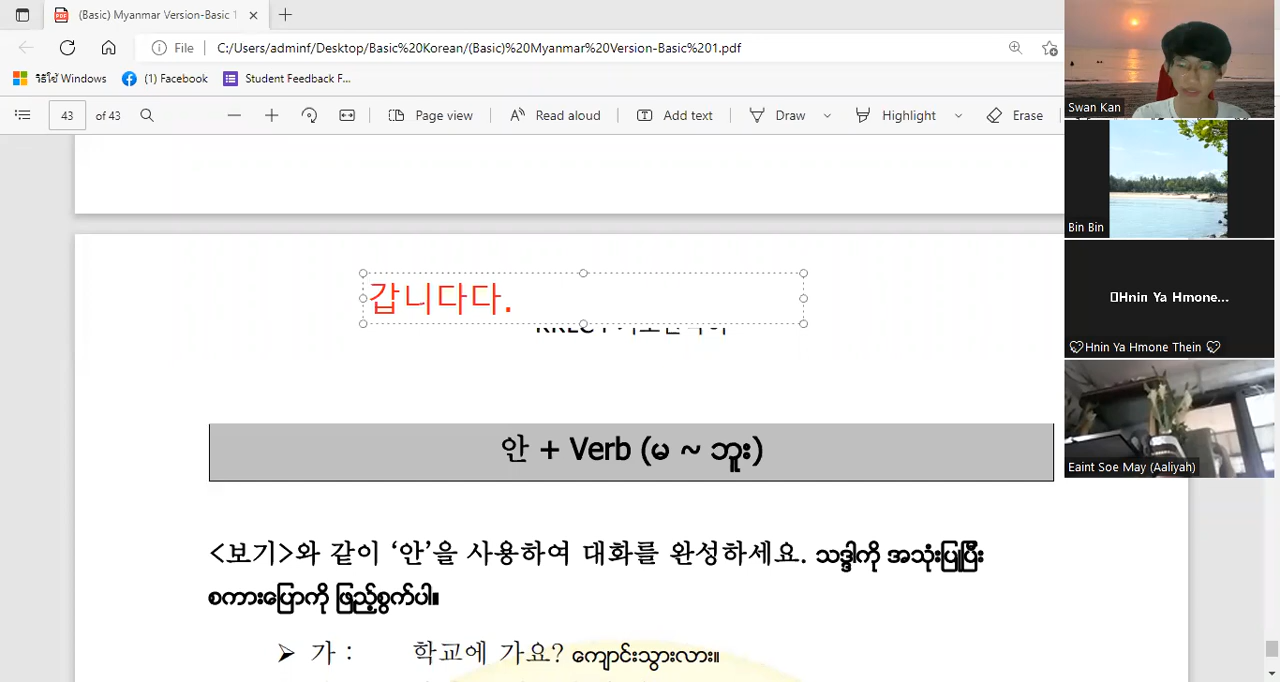 (Basic) Myanmar Version-Basic 1
File
C:/Users/adminf/Desktop/Basic%20Korean/(Basic)%20Myanmar%20Version-Basic%201.pdf
วิธีใช้ Windows
(1) Facebook
Student Feedback F...
43
of 43
Page view
Read aloud
Add text
Draw
Highlight
Erase
갑니다다.
안 + Verb (မ ~ ဘူး)
<보기>와 같이 ‘안’을 사용하여 대화를 완성하세요. သဒ္ဒါကို အသုံးပြုပြီး
စကားပြောကို ဖြည့်စွက်ပါ။
➢ 가 : 학교에 가요? ကျောင်းသွားလား။
Swan Kan
Bin Bin
Hnin Ya Hmone...
Hnin Ya Hmone Thein
Eaint Soe May (Aaliyah)